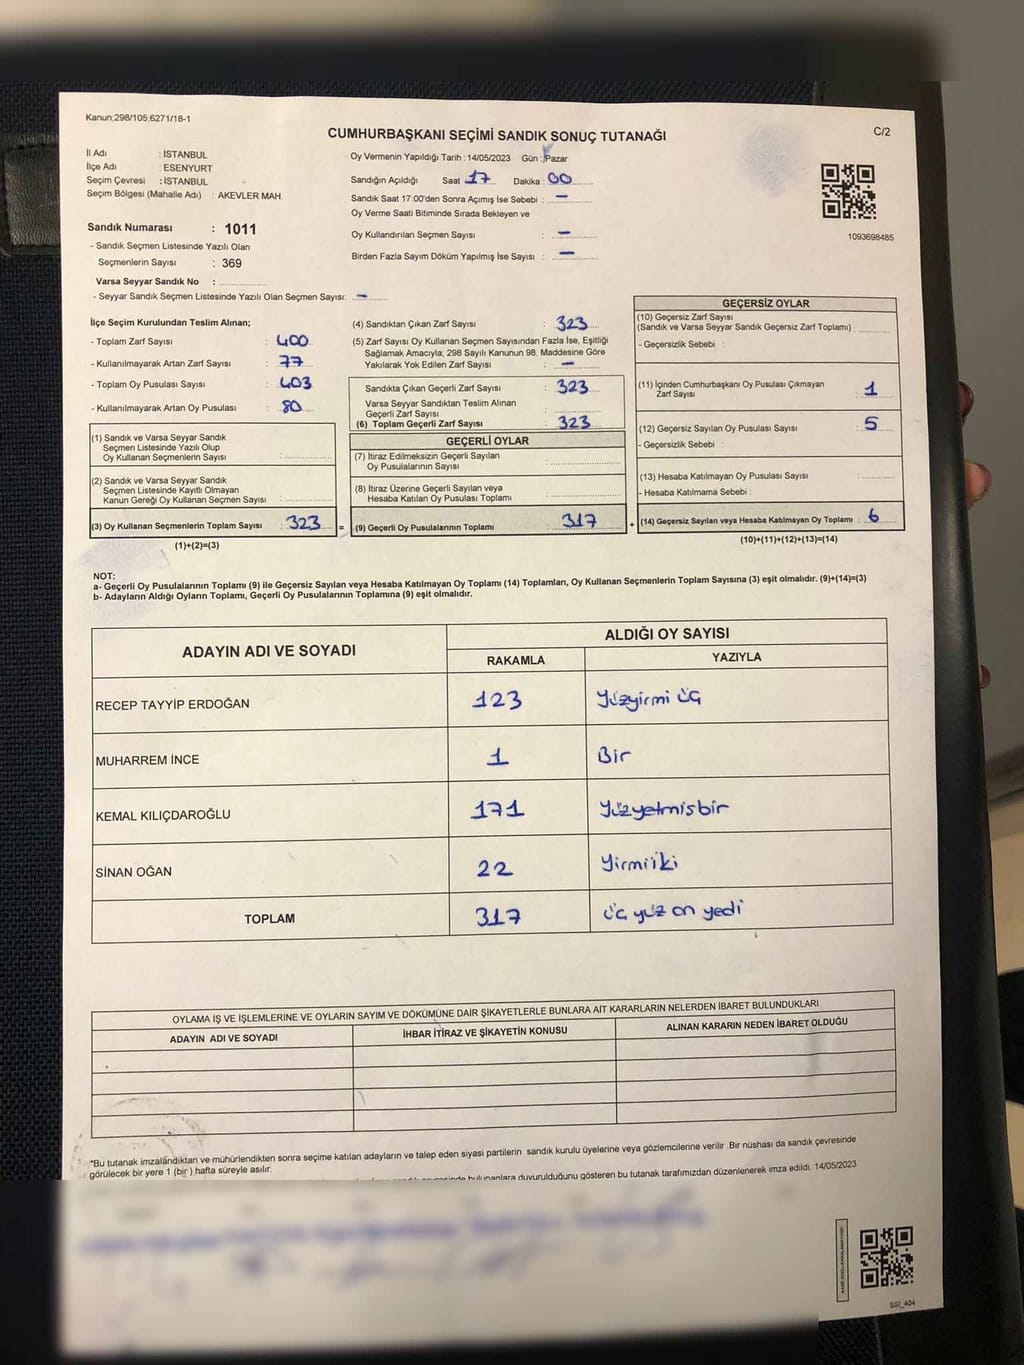 Kanun;298/105;6271/18-1
CUMHURBAŞKANI SEÇİMİ SANDIK SONUÇ TUTANAĞI
C/2
İl Adı : İSTANBUL
İlçe Adı : ESENYURT
Seçim Çevresi : İSTANBUL
Seçim Bölgesi (Mahalle Adı) : AKEVLER MAH.
Sandık Numarası : 1011
- Sandık Seçmen Listesinde Yazılı Olan
Seçmenlerin Sayısı : 369
Varsa Seyyar Sandık No :
- Seyyar Sandık Seçmen Listesinde Yazılı Olan Seçmen Sayısı: -
Oy Vermenin Yapıldığı Tarih :14/05/2023 Gün : Pazar
Sandığın Açıldığı Saat 17 Dakika : 00
Sandık Saat 17:00'den Sonra Açımış İse Sebebi : -
Oy Verme Saati Bitiminde Sırada Bekleyen ve
Oy Kullandırılan Seçmen Sayısı : -
Birden Fazla Sayım Döküm Yapılmış İse Sayısı : -
1093698485
İlçe Seçim Kurulundan Teslim Alınan;
- Toplam Zarf Sayısı : 400
- Kullanılmayarak Artan Zarf Sayısı : 77
- Toplam Oy Pusulası Sayısı : 403
- Kullanılmayarak Artan Oy Pusulası : 80
(1) Sandık ve Varsa Seyyar Sandık
Seçmen Listesinde Yazılı Olup
Oy Kullanan Seçmenlerin Sayısı :
(2) Sandık ve Varsa Seyyar Sandık
Seçmen Listesinde Kayıtlı Olmayan
Kanun Gereği Oy Kullanan Seçmen Sayısı :
(3) Oy Kullanan Seçmenlerin Toplam Sayısı : 323 =
(1)+(2)=(3)
(4) Sandıktan Çıkan Zarf Sayısı : 323
(5) Zarf Sayısı Oy Kullanan Seçmen Sayısından Fazla İse, Eşitliği
Sağlamak Amacıyla; 298 Sayılı Kanunun 98. Maddesine Göre
Yakılarak Yok Edilen Zarf Sayısı : -
Sandıkta Çıkan Geçerli Zarf Sayısı : 323
Varsa Seyyar Sandıktan Teslim Alınan
Geçerli Zarf Sayısı :
(6) Toplam Geçerli Zarf Sayısı : 323
GEÇERLİ OYLAR
(7) İtiraz Edilmeksizin Geçerli Sayılan
Oy Pusulalarının Sayısı :
(8) İtiraz Üzerine Geçerli Sayılan veya
Hesaba Katılan Oy Pusulası Toplamı :
(9) Geçerli Oy Pusulalarının Toplamı : 317 +
GEÇERSİZ OYLAR
(10) Geçersiz Zarf Sayısı
(Sandık ve Varsa Seyyar Sandık Geçersiz Zarf Toplamı) :
- Geçersizlik Sebebi :
(11) İçinden Cumhurbaşkanı Oy Pusulası Çıkmayan
Zarf Sayısı : 1
(12) Geçersiz Sayılan Oy Pusulası Sayısı : 5
- Geçersizlik Sebebi :
(13) Hesaba Katılmayan Oy Pusulası Sayısı :
- Hesaba Katılmama Sebebi :
(14) Geçersiz Sayılan veya Hesaba Katılmayan Oy Toplamı : 6
(10)+(11)+(12)+(13)=(14)
NOT:
a- Geçerli Oy Pusulalarının Toplamı (9) ile Geçersiz Sayılan veya Hesaba Katılmayan Oy Toplamı (14) Toplamları, Oy Kullanan Seçmenlerin Toplam Sayısına (3) eşit olmalıdır. (9)+(14)=(3)
b- Adayların Aldığı Oyların Toplamı, Geçerli Oy Pusulalarının Toplamına (9) eşit olmalıdır.
ADAYIN ADI VE SOYADI
ALDIĞI OY SAYISI
RAKAMLA YAZIYLA
RECEP TAYYİP ERDOĞAN 123 Yüzyirmi üç
MUHARREM İNCE 1 Bir
KEMAL KILIÇDAROĞLU 171 Yüzyetmisbir
SİNAN OĞAN 22 Yirmiiki
TOPLAM 317 üç yüz on yedi
OYLAMA İŞ VE İŞLEMLERİNE VE OYLARIN SAYIM VE DÖKÜMÜNE DAİR ŞİKAYETLERLE BUNLARA AİT KARARLARIN NELERDEN İBARET BULUNDUKLARI
ADAYIN ADI VE SOYADI İHBAR İTİRAZ VE ŞİKAYETİN KONUSU ALINAN KARARIN NEDEN İBARET OLDUĞU
*Bu tutanak imzalandıktan ve mühürlendikten sonra seçime katılan adayların ve talep eden siyasi partilerin sandık kurulu üyelerine veya gözlemcilerine verilir .Bir nüshası da sandık çevresinde
görülecek bir yere 1 (bir ) hafta süreyle asılır.
bulunanlara duyurulduğunu gösteren bu tutanak tarafımızdan düzenlenerek imza edildi. 14/05/2023
SSI_404